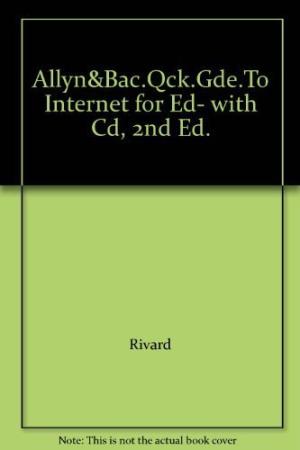 Allyn&Bac.Qck.Gde.To
Internet for Ed- with
Cd, 2nd Ed.
Rivard
Note: This is not the actual book cover